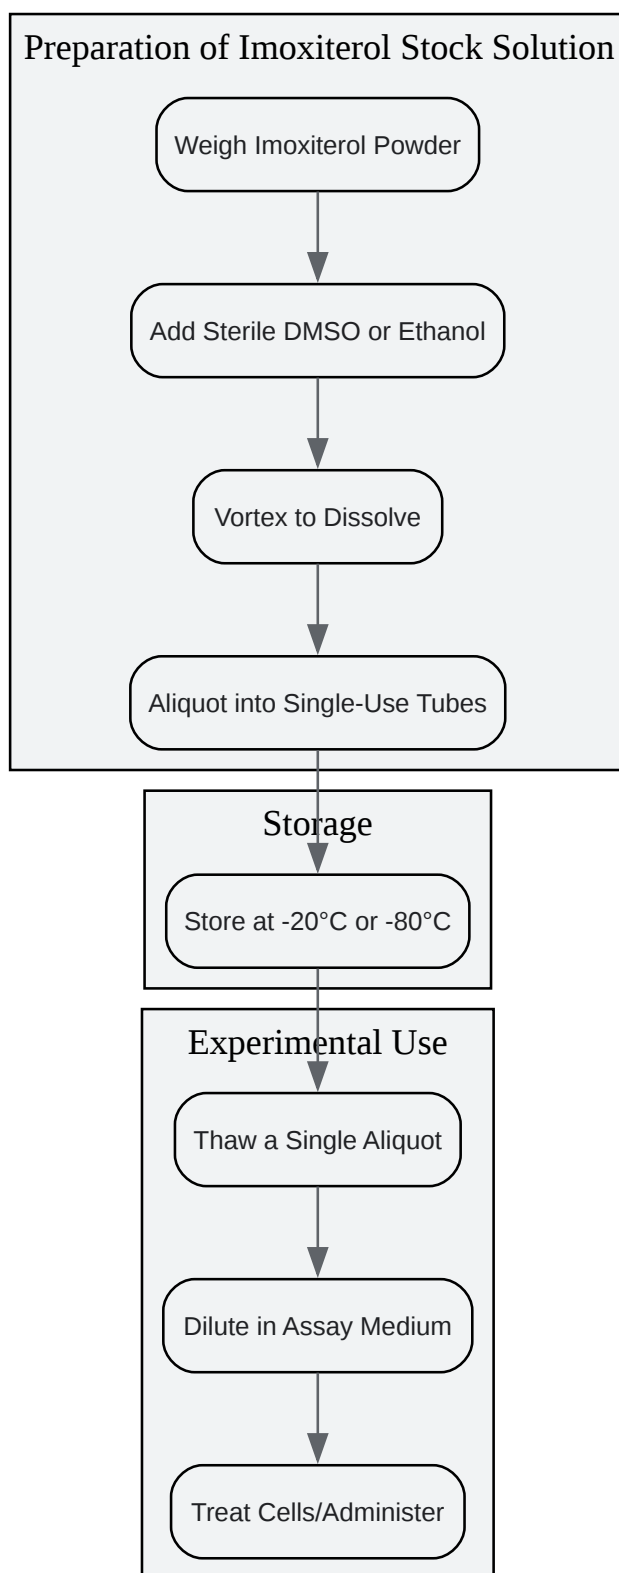 Preparation of Imoxiterol Stock Solution
Weigh Imoxiterol Powder
Add Sterile DMSO or Ethanol
Vortex to Dissolve
Aliquot into Single-Use Tubes
Storage
Store at -20°C or -80°C
Experimental Use
Thaw a Single Aliquot
Dilute in Assay Medium
Treat Cells/Administer